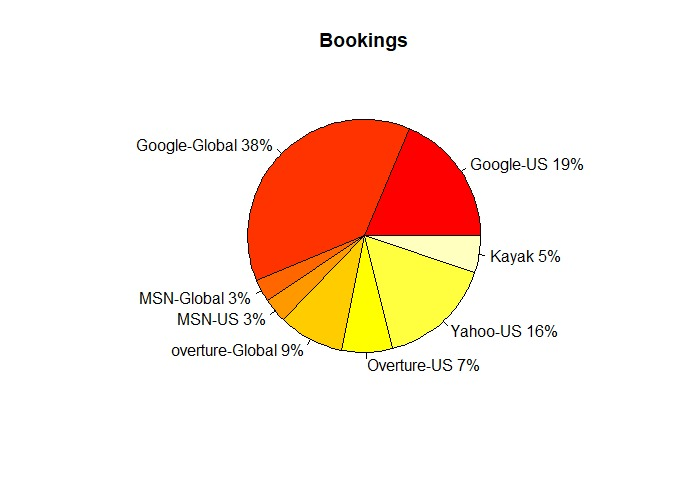 Bookings
Google-Global 38%
Google-US 19%
Kayak 5%
MSN-Global 3%
MSN-US 3%
Yahoo-US 16%
overture-Global 9%
Overture-US 7%